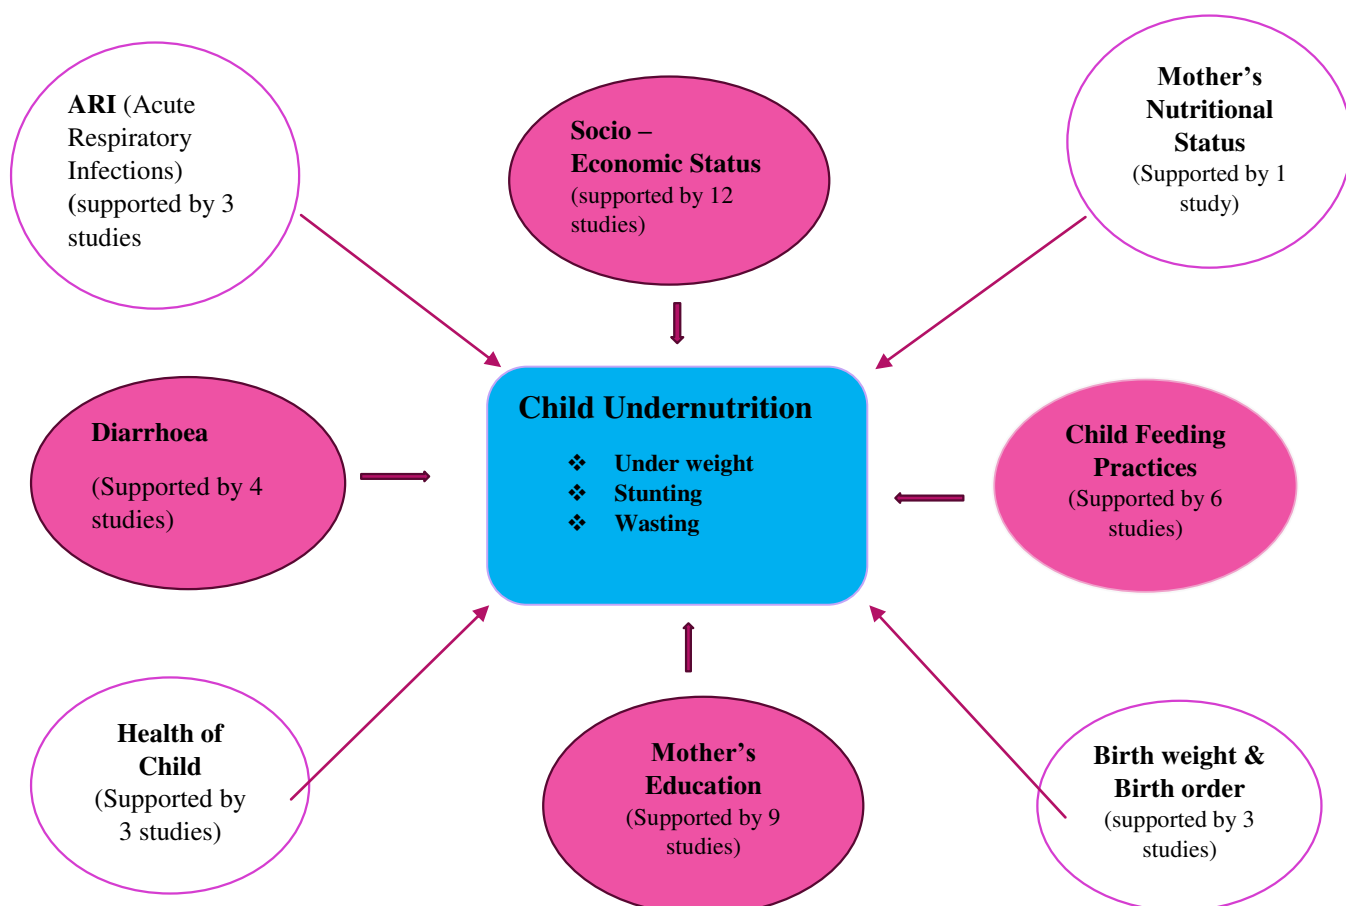 ARI (Acute
Respiratory
Infections)
(supported by 3
studies
Socio –
Economic Status
(supported by 12
studies)
Mother’s
Nutritional
Status
(Supported by 1
study)
Diarrhoea
(Supported by 4
studies)
Child Undernutrition
❖ Under weight
❖ Stunting
❖ Wasting
Child Feeding
Practices
(Supported by 6
studies)
Health of
Child
(Supported by
3 studies)
Mother’s
Education
(Supported by 9
studies)
Birth weight &
Birth order
(supported by 3
studies)